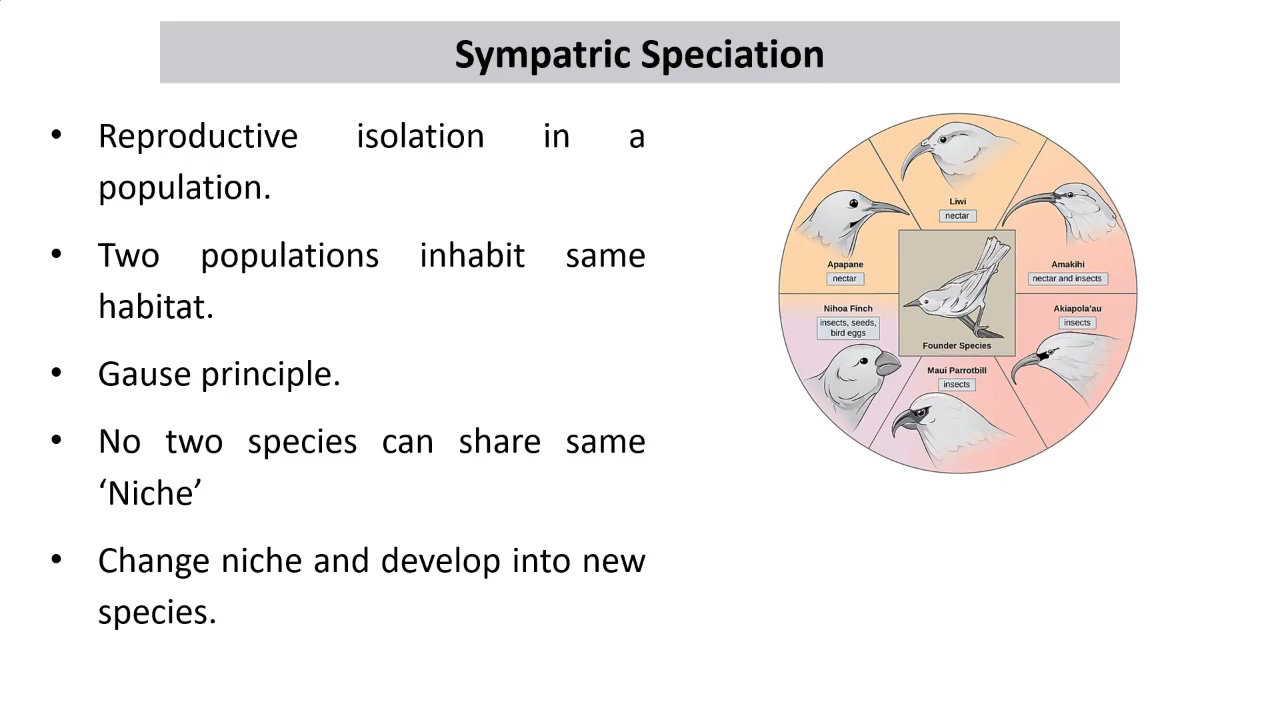 Sympatric Speciation
• Reproductive isolation in a
population.
• Two populations inhabit same
habitat.
• Gause principle.
• No two species can share same
‘Niche’
• Change niche and develop into new
species.
Liwi
nectar
Apapane
nectar
Amakihi
nectar and insects
Nihoa Finch
insects, seeds,
bird eggs
Akiapola'au
insects
Founder Species
Maui Parrotbill
insects